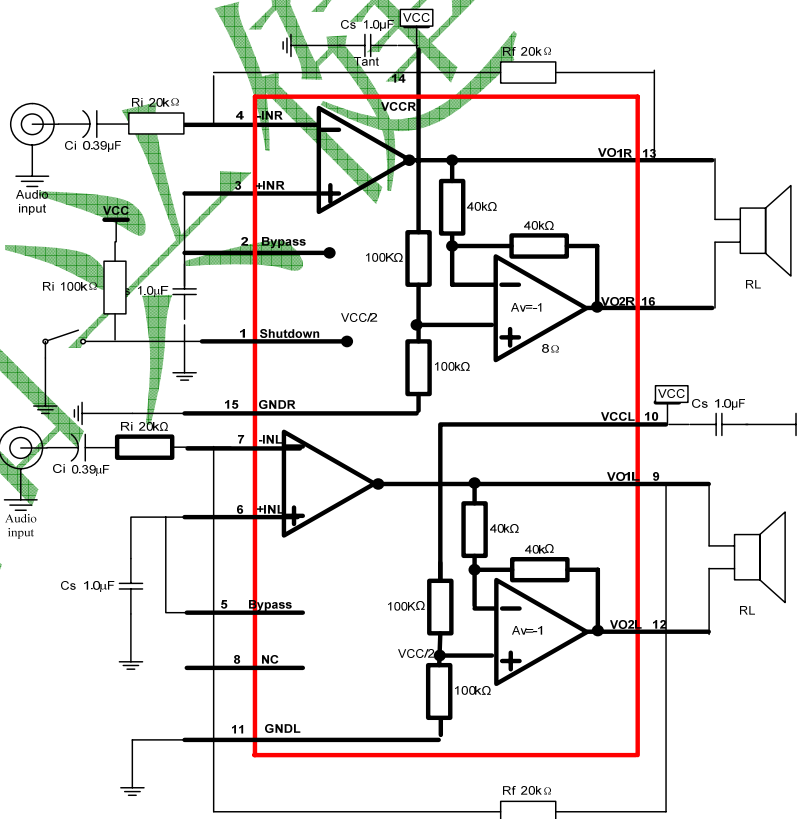 Cs 1.0μF
VCC
Tant
14
Rf 20kΩ
VCCR
Ri 20kΩ
4 -INR
Ci 0.39μF
VO1R 13
Audio
input
3 +INR
VCC
40kΩ
40kΩ
2 Bypass
100KΩ
Ri 100kΩ
1.0μF
VCC/2
Av=-1
VO2R 16
RL
1 Shutdown
8Ω
100kΩ
15 GNDR
VCC
Cs 1.0μF
VCCL 10
Ri 20kΩ
7 -INL
Ci 0.39μF
VO1L 9
Audio
input
6 +INL
40kΩ
40kΩ
Cs 1.0μF
5 Bypass
100KΩ
Av=-1
VO2L 12
RL
VCC/2
8 NC
100kΩ
11 GNDL
Rf 20kΩ